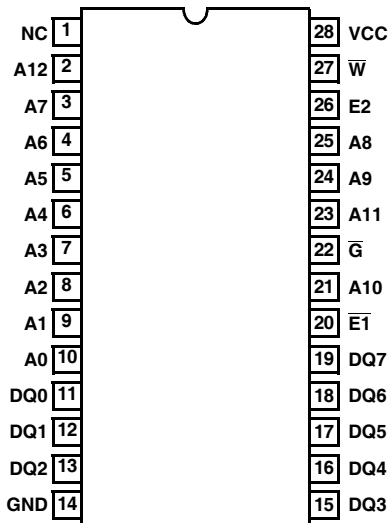 NC 1 28 VCC
A12 2 27 W̅
A7 3 26 E2
A6 4 25 A8
A5 5 24 A9
A4 6 23 A11
A3 7 22 G̅
A2 8 21 A10
A1 9 20 E̅1̅
A0 10 19 DQ7
DQ0 11 18 DQ6
DQ1 12 17 DQ5
DQ2 13 16 DQ4
GND 14 15 DQ3